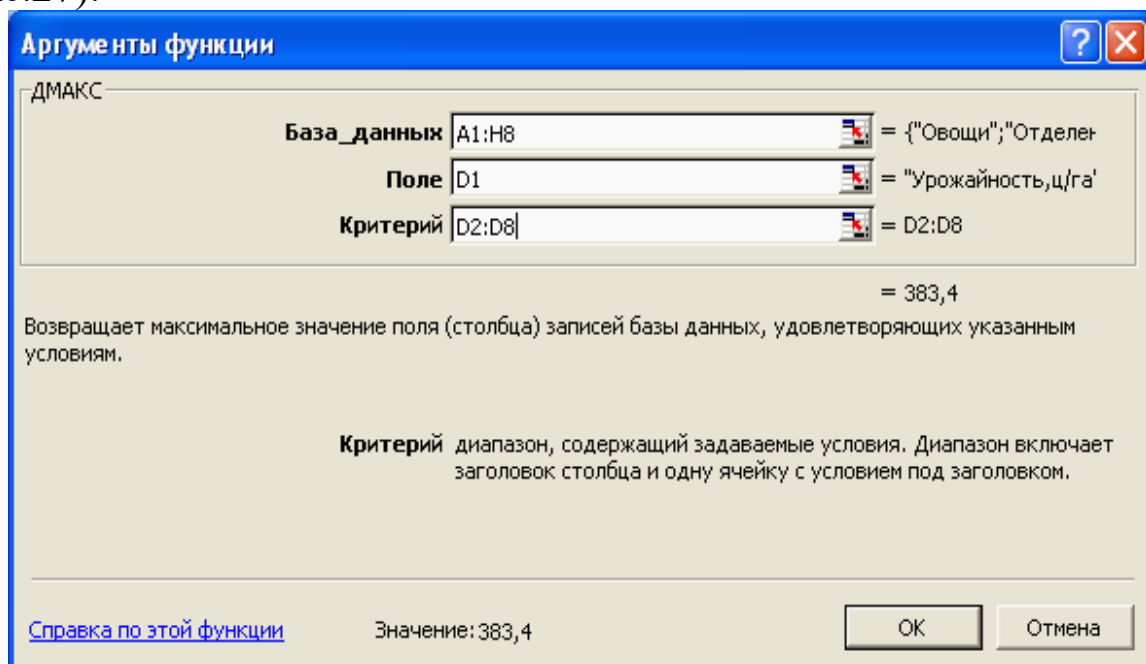 Аргументы функции
ДМАКС
База_данных A1:H8 = {"Овощи";"Отделен
Поле D1 = "Урожайность,ц/га"
Критерий D2:D8 = D2:D8
= 383,4
Возвращает максимальное значение поля (столбца) записей базы данных, удовлетворяющих указанным
условиям.
Критерий диапазон, содержащий задаваемые условия. Диапазон включает
заголовок столбца и одну ячейку с условием под заголовком.
Справка по этой функции Значение: 383,4 OK Отмена